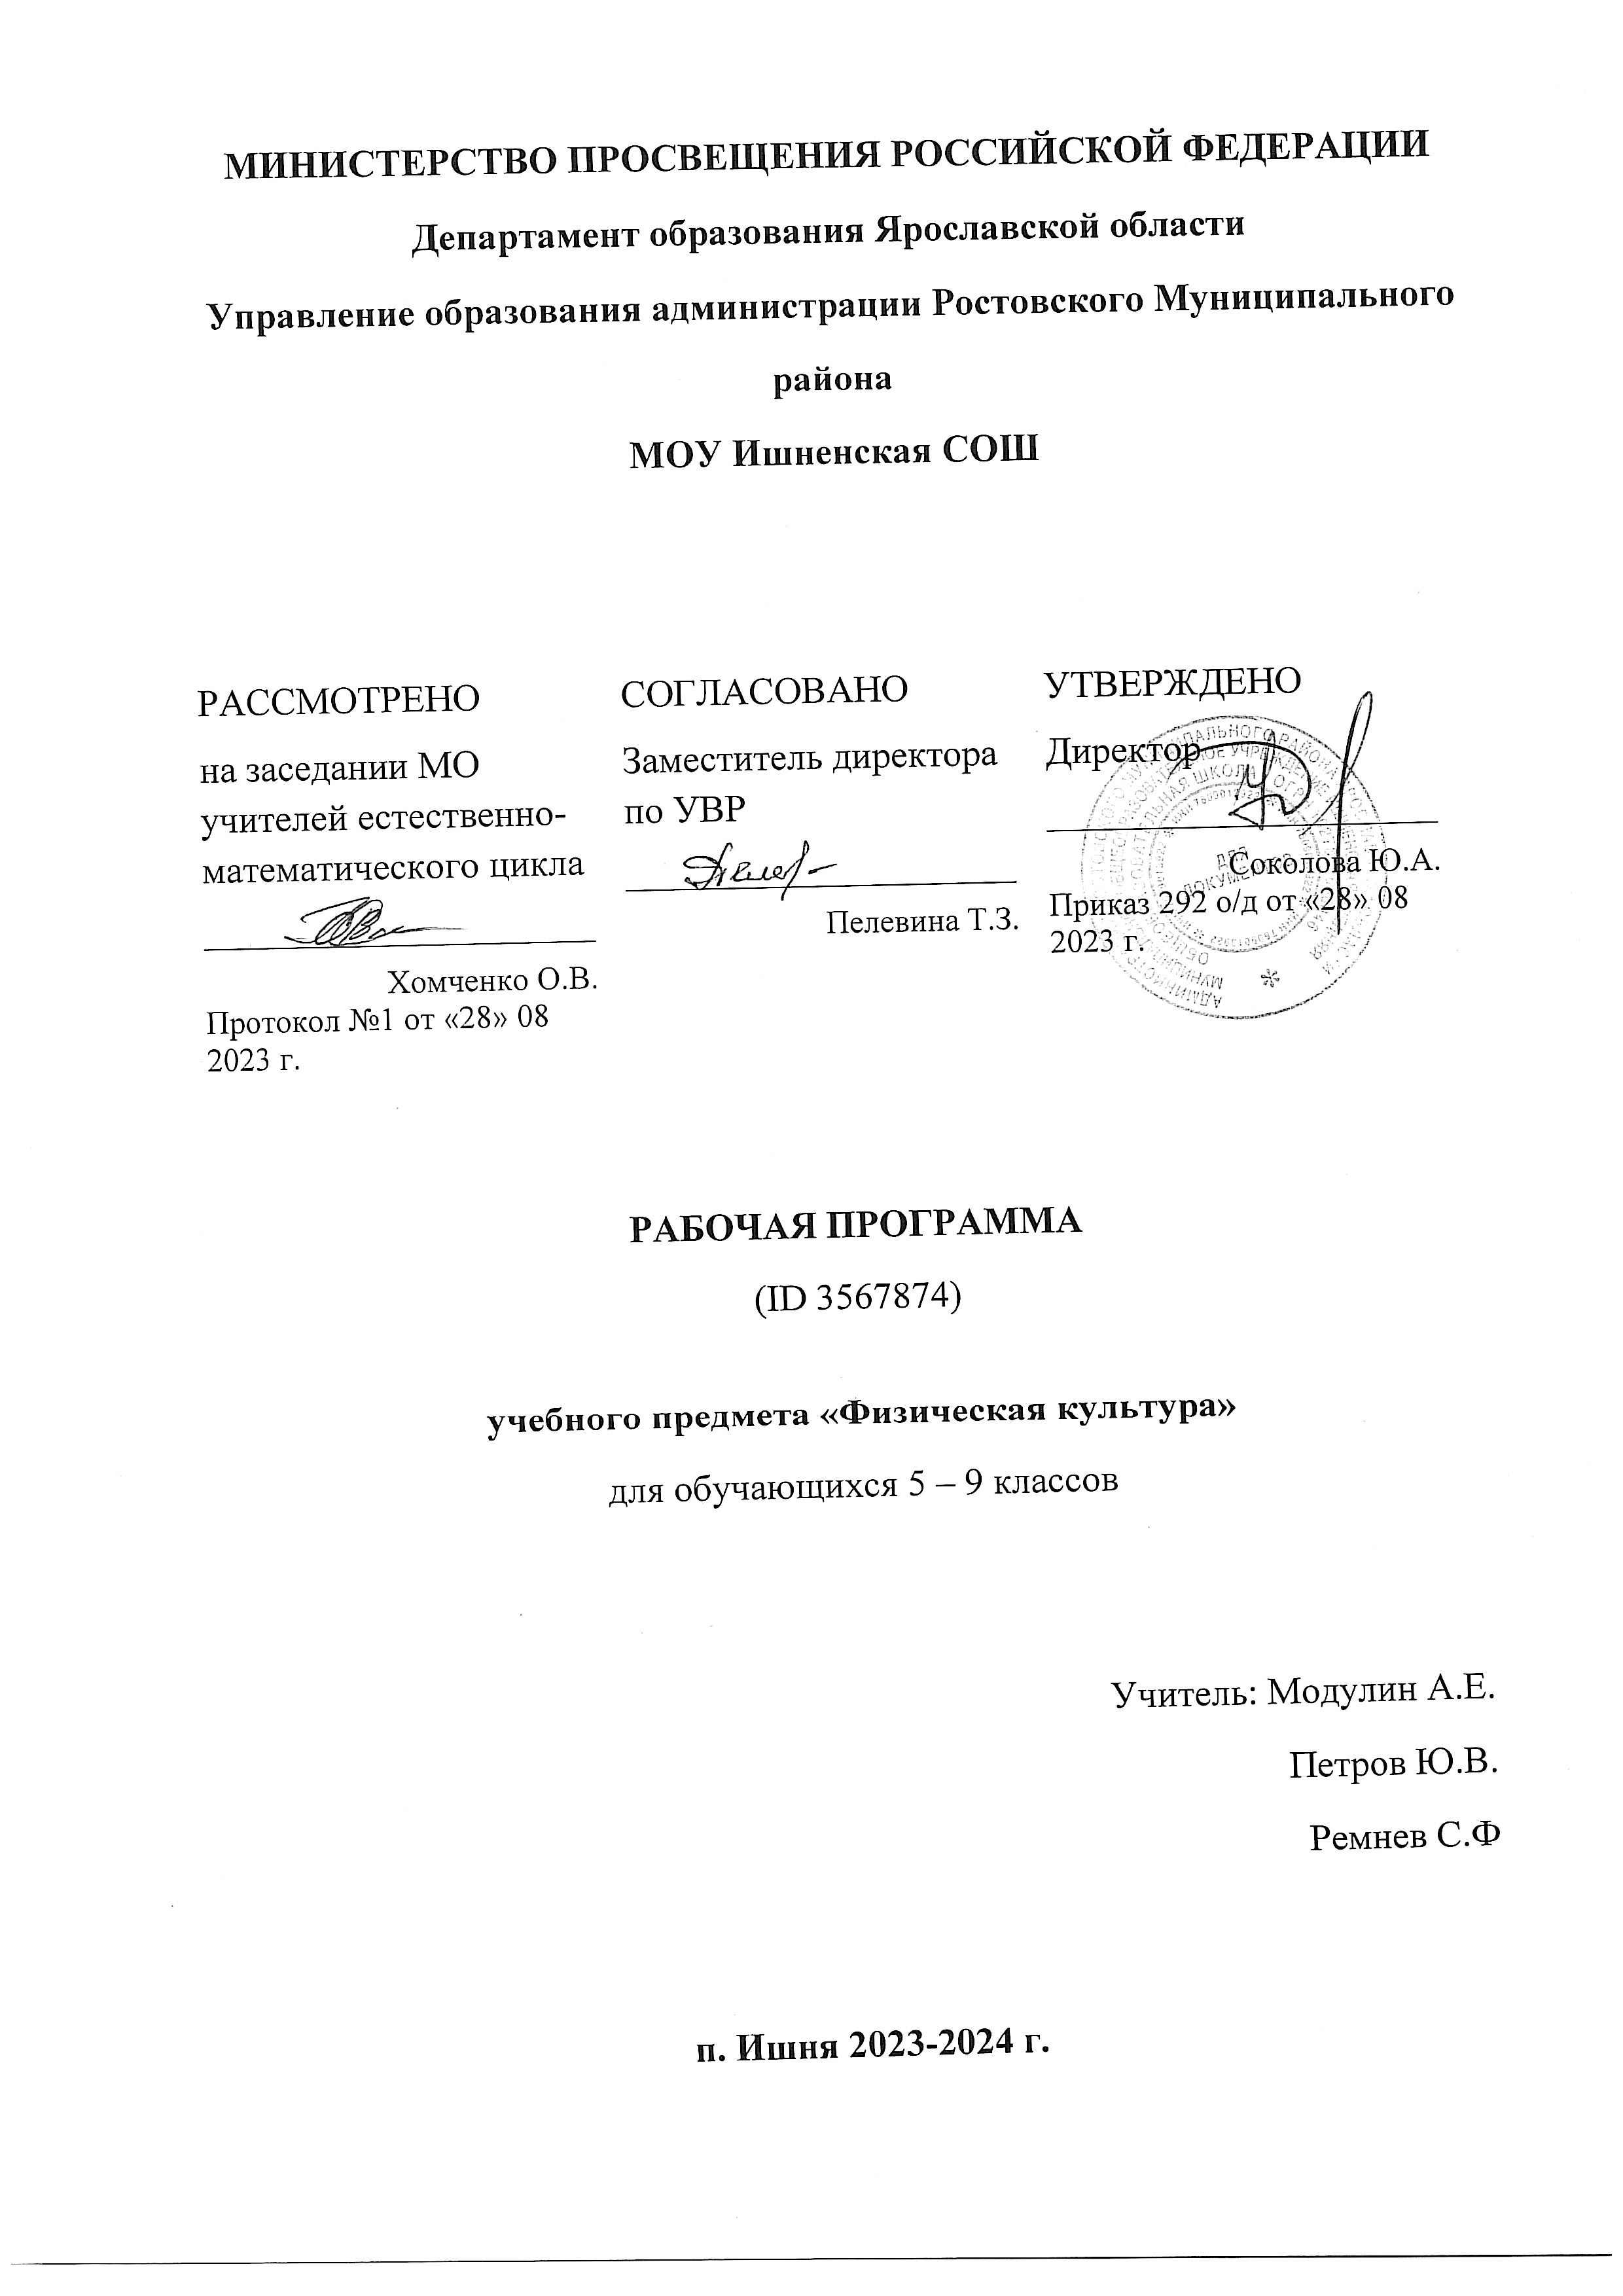 МИНИСТЕРСТВО ПРОСВЕЩЕНИЯ РОССИЙСКОЙ ФЕДЕРАЦИИ
Департамент образования Ярославской области
Управление образования администрации Ростовского Муниципального
района
МОУ Ишненская СОШ
РАССМОТРЕНО
на заседании МО
учителей естественно-
математического цикла
Хомченко О.В.
Протокол №1 от «28» 08
2023 г.
СОГЛАСОВАНО
Заместитель директора
по УВР
Пелевина Т.З.
УТВЕРЖДЕНО
Директор
Соколова Ю.А.
Приказ 292 о/д от «28» 08
2023 г.
ДЛЯ
ДОКУМЕНТОВ
РАБОЧАЯ ПРОГРАММА
(ID 3567874)
учебного предмета «Физическая культура»
для обучающихся 5 – 9 классов
Учитель: Модулин А.Е.
Петров Ю.В.
Ремнев С.Ф
п. Ишня 2023-2024 г.